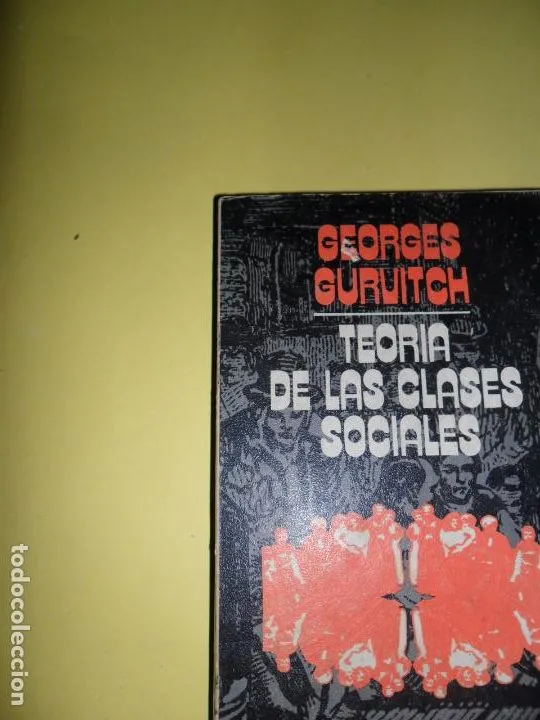 GEORGES
GURVITCH
TEORIA
DE LAS CLASES
SOCIALES
todocoleccion